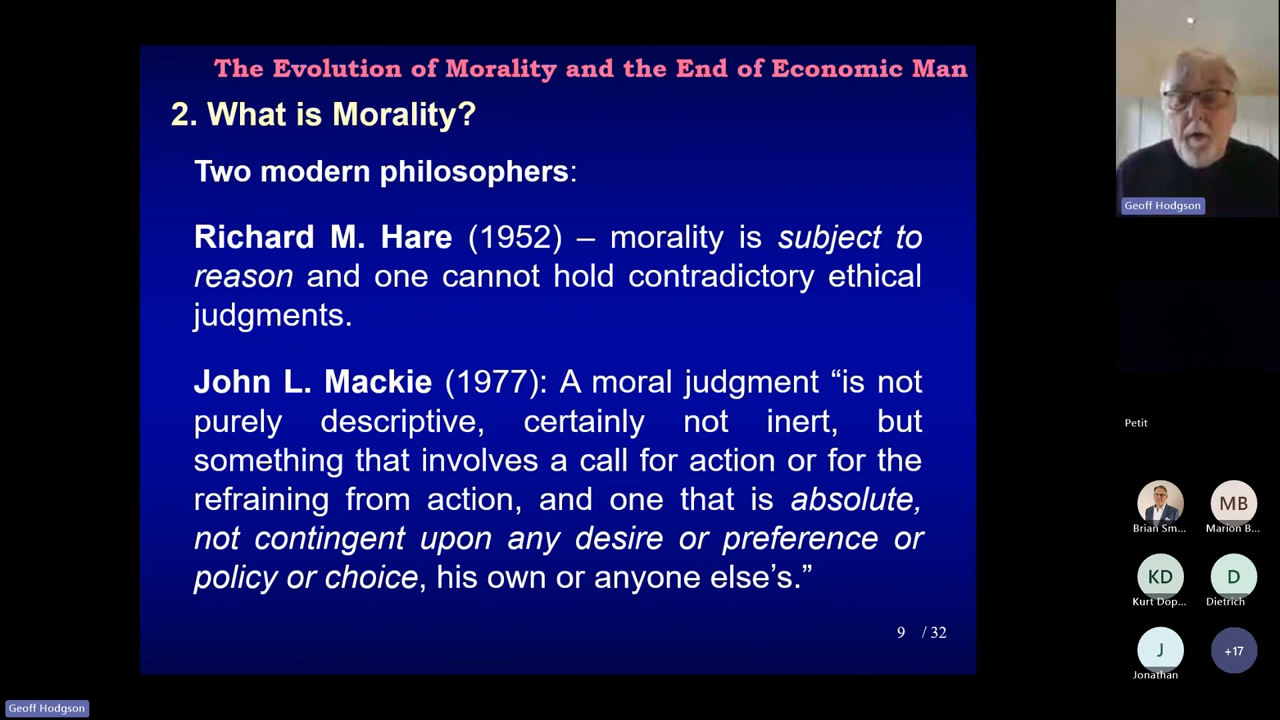 The Evolution of Morality and the End of Economic Man
2. What is Morality?
Two modern philosophers:
Richard M. Hare (1952) – morality is subject to
reason and one cannot hold contradictory ethical
judgments.
John L. Mackie (1977): A moral judgment “is not
purely descriptive, certainly not inert, but
something that involves a call for action or for the
refraining from action, and one that is absolute,
not contingent upon any desire or preference or
policy or choice, his own or anyone else’s.”
9 / 32
Geoff Hodgson
Petit
MB
Brian Sm... Marion B...
KD D
Kurt Dop... Dietrich
J +17
Jonathan
Geoff Hodgson